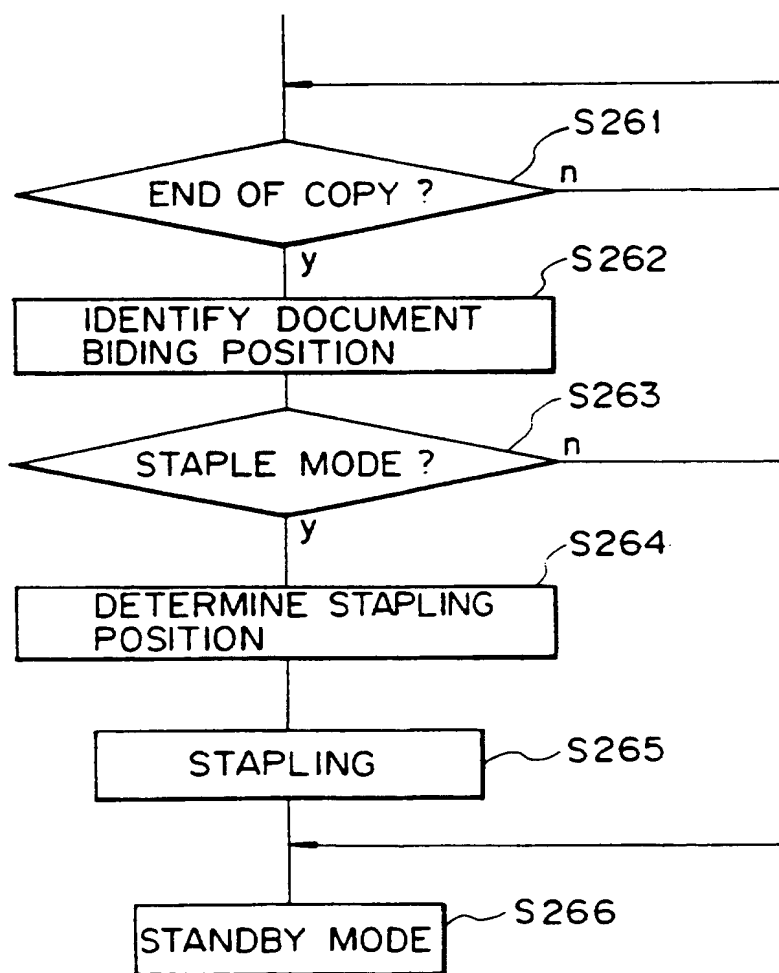 S261
END OF COPY ?
n
y
S262
IDENTIFY DOCUMENT
BIDING POSITION
S263
STAPLE MODE ?
n
y
S264
DETERMINE STAPLING
POSITION
STAPLING
S265
S266
STANDBY MODE